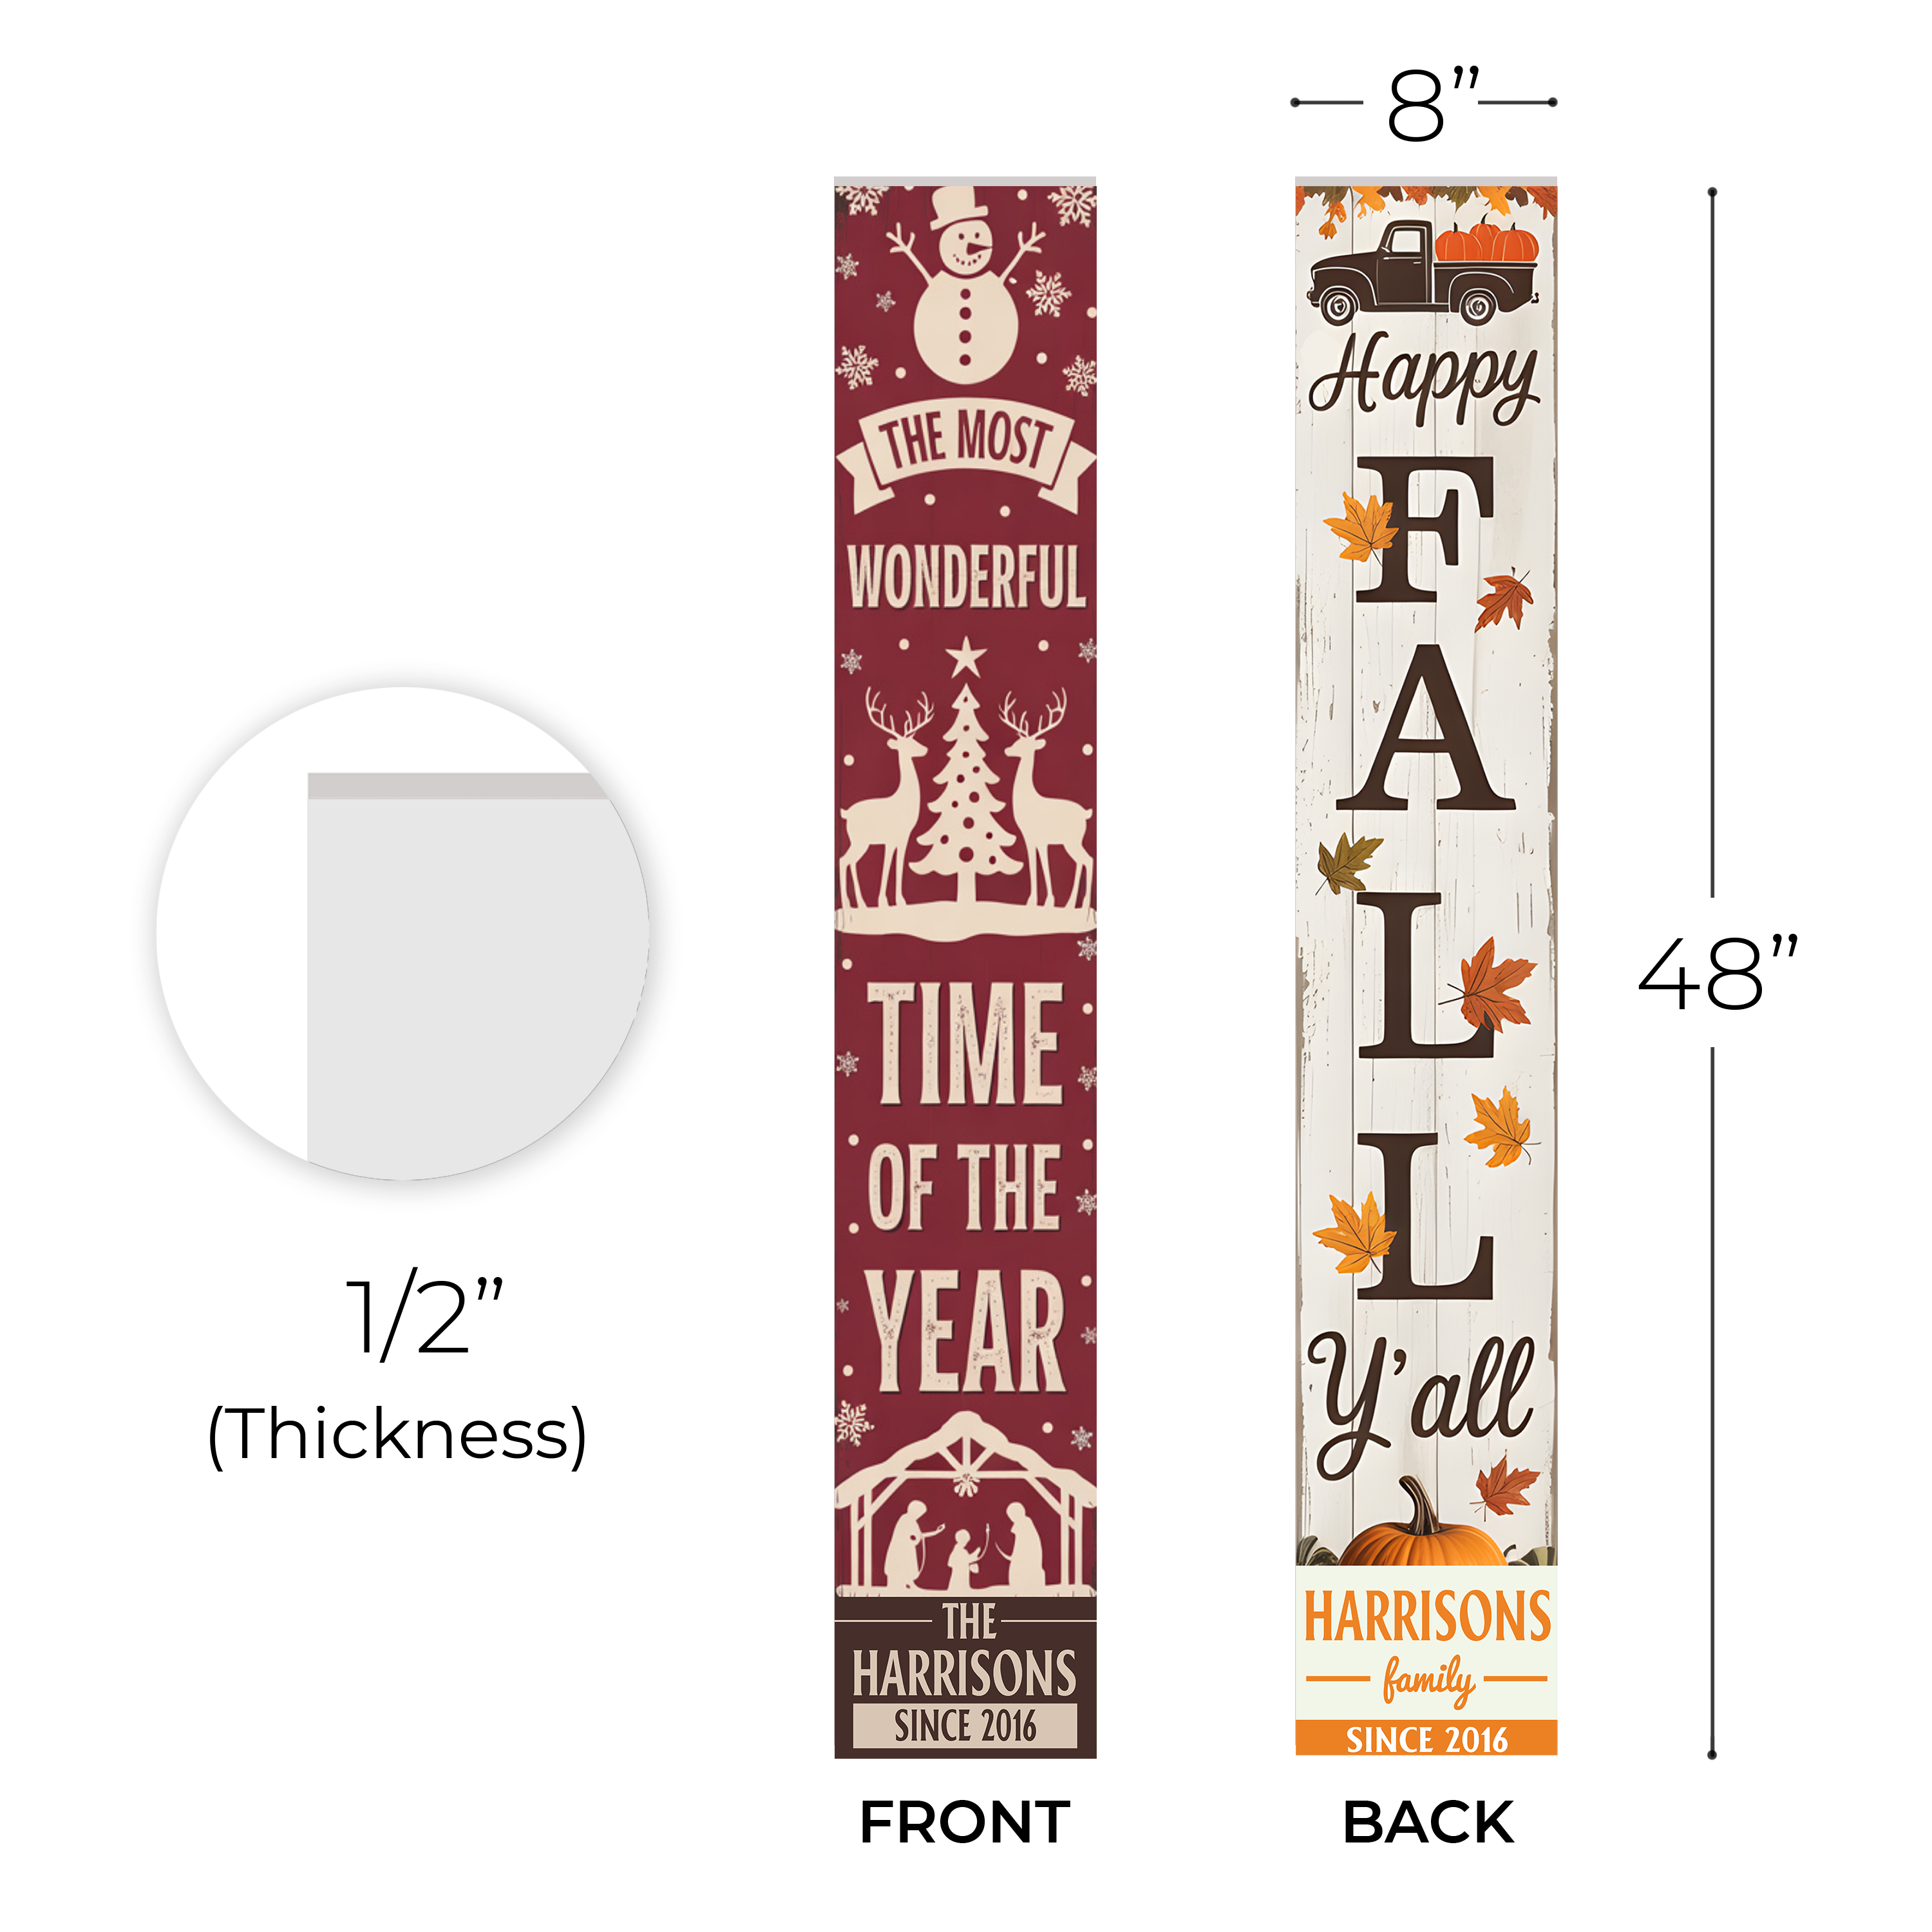 8”
THE MOST
WONDERFUL
TIME
OF THE
YEAR
THE
HARRISONS
SINCE 2016
FRONT
Happy
F
A
L
L
Y’all
HARRISONS
family
SINCE 2016
BACK
48”
1/2”
(Thickness)